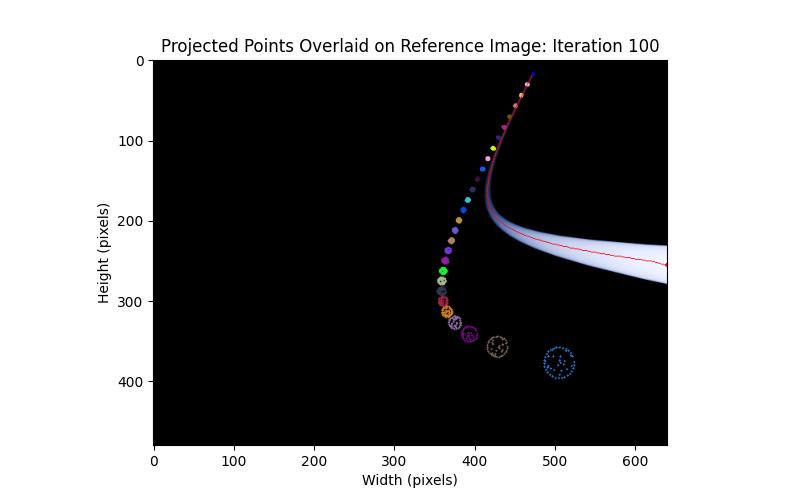 Projected Points Overlaid on Reference Image: Iteration 100
0
100
200
300
400
Height (pixels)
0 100 200 300 400 500 600
Width (pixels)